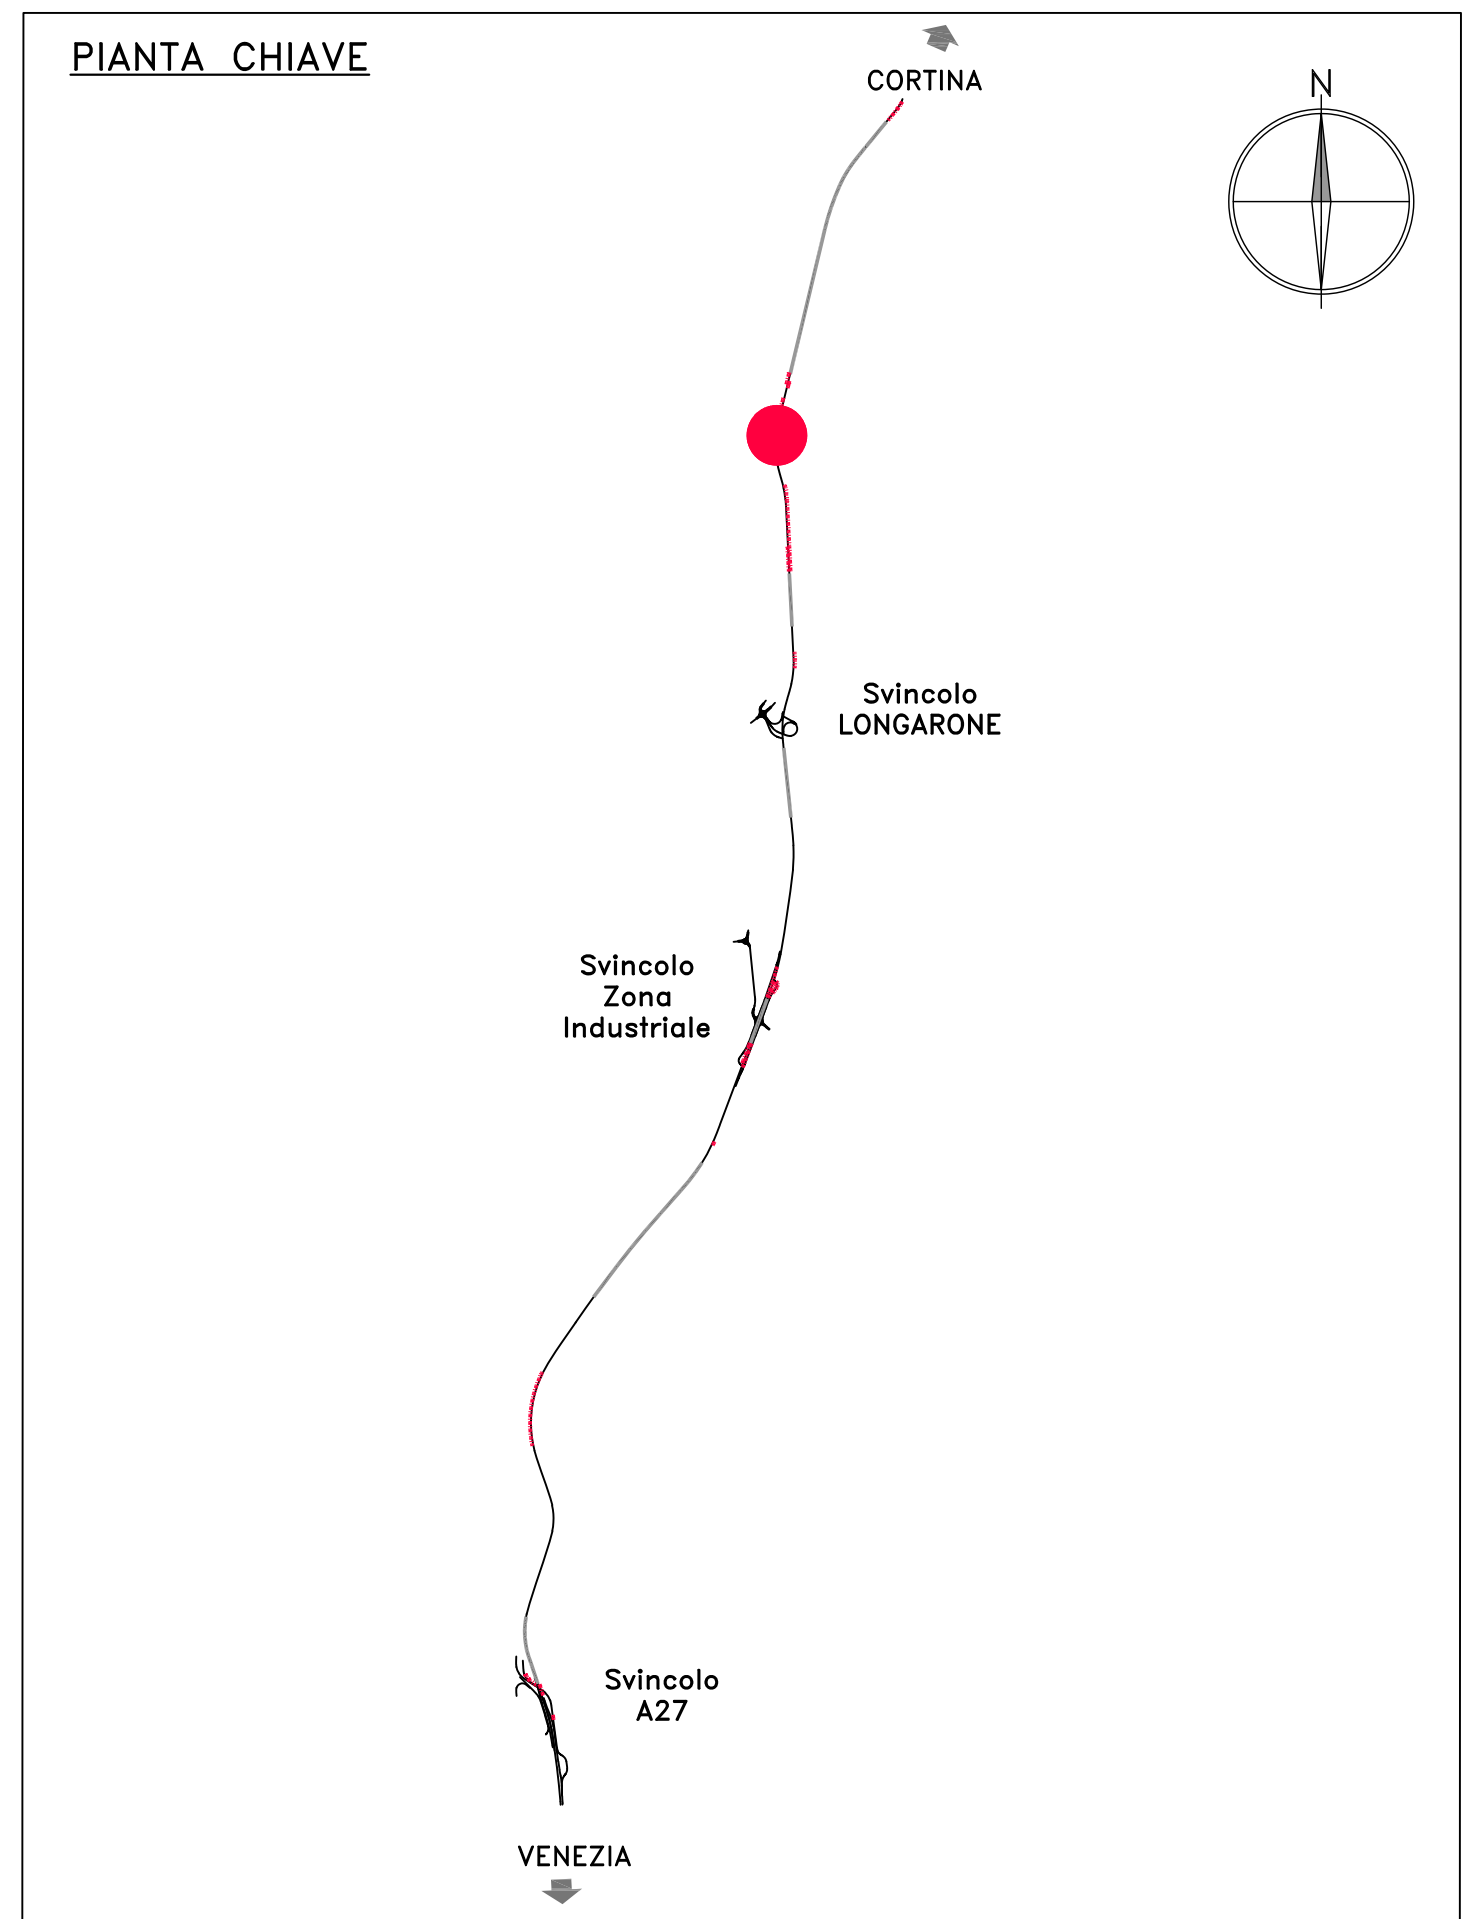 PIANTA CHIAVE
CORTINA
N
Svincolo
LONGARONE
Svincolo
Zona
Industriale
Svincolo
A27
VENEZIA